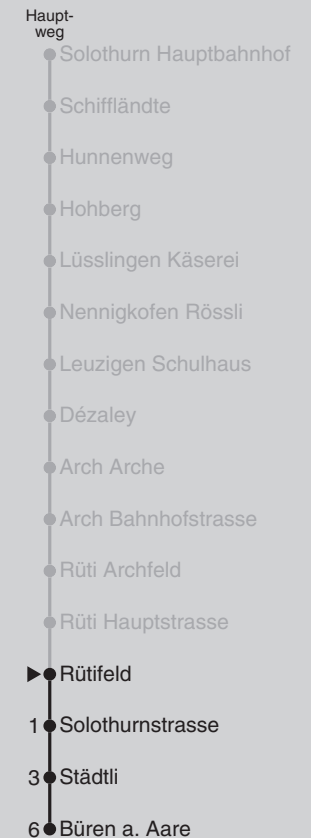 Haupt-
weg
Solothurn Hauptbahnhof
Schiffländte
Hunnenweg
Hohberg
Lüsslingen Käserei
Nennigkofen Rössli
Leuzigen Schulhaus
Dézaley
Arch Arche
Arch Bahnhofstrasse
Rüti Archfeld
Rüti Hauptstrasse
Rütifeld
1 Solothurnstrasse
3 Städtli
6 Büren a. Aare